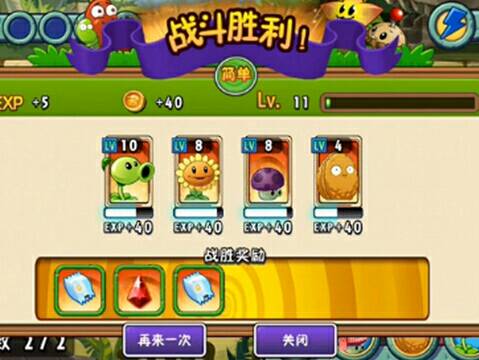 战斗胜利！
简单
EXP +5
+40
Lv. 11
LV 10
LV 8
LV 8
LV 4
EXP+40
EXP+40
EXP+40
EXP+40
战胜奖励
数 2/2
再来一次
关闭